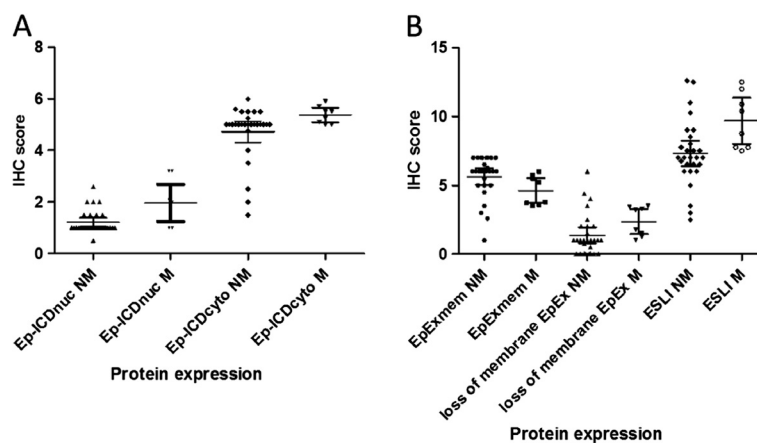 A
8
6
4
2
0
IHC score
Ep-ICDnuc NM
Ep-ICDnuc M
Ep-ICDcyto NM
Ep-ICDcyto M
Protein expression
B
15
10
5
0
IHC score
EpExmem NM
EpExmem M
loss of membrane EpEx NM
loss of membrane EpEx M
ESLI NM
ESLI M
Protein expression